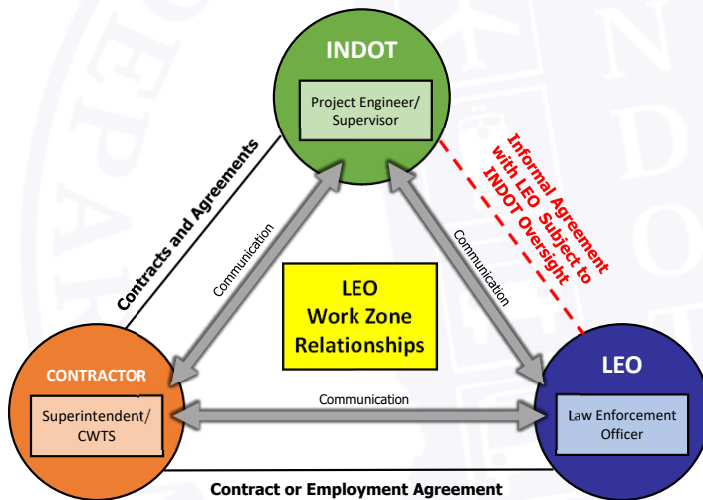 INDOT
Project Engineer/
Supervisor
Informal Agreement
with LEO Subject to
INDOT Oversight
Contracts and Agreements
Communication
Communication
LEO
Work Zone
Relationships
CONTRACTOR
Superintendent/
CWTS
Communication
LEO
Law Enforcement
Officer
Contract or Employment Agreement